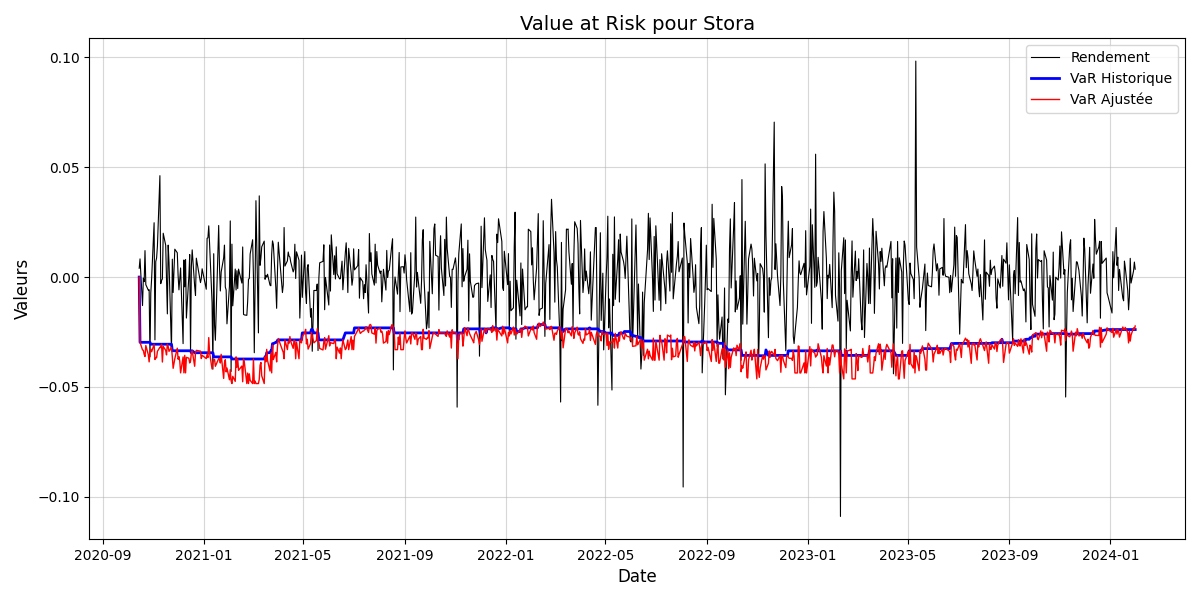 Value at Risk pour Stora
Rendement
VaR Historique
VaR Ajustée
Valeurs
0.10
0.05
0.00
−0.05
−0.10
2020-09 2021-01 2021-05 2021-09 2022-01 2022-05 2022-09 2023-01 2023-05 2023-09 2024-01
Date